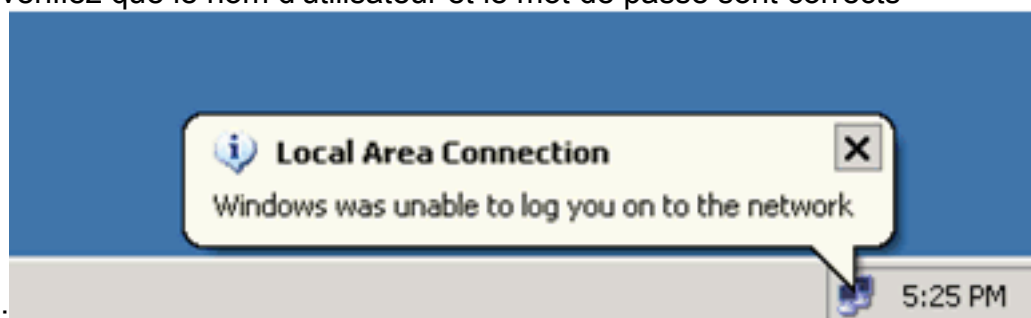 vérifiez que le nom d'utilisateur et le mot de passe sont corrects
Local Area Connection
Windows was unable to log you on to the network
.
5:25 PM